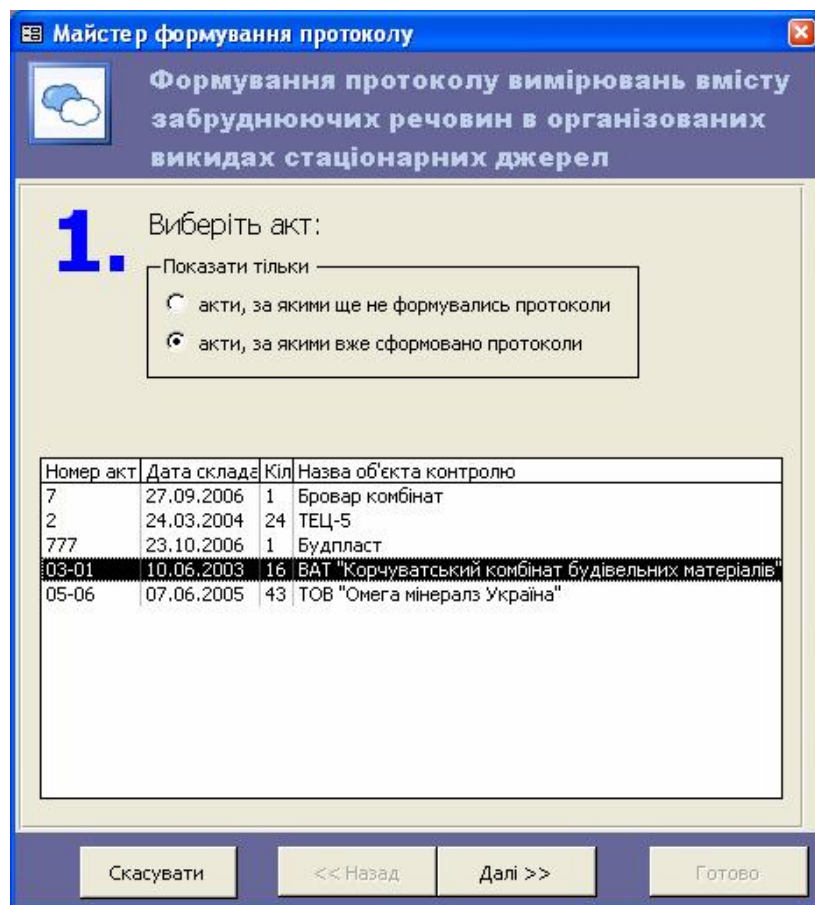 Майстер формування протоколу
Формування протоколу вимірювань вмісту
забруднюючих речовин в організованих
викидах стаціонарних джерел
1.
Виберіть акт:
Показати тільки
акти, за якими ще не формувались протоколи
акти, за якими вже сформовано протоколи
Номер акт Дата склада Кіл Назва об'єкта контролю
7 27.09.2006 1 Бровар комбінат
2 24.03.2004 24 ТЕЦ-5
777 23.10.2006 1 Будпласт
03-01 10.06.2003 16 ВАТ "Корчуватський комбінат будівельних матеріалів"
05-06 07.06.2005 43 ТОВ "Омега мінералз Україна"
Скасувати << Назад Далі >> Готово